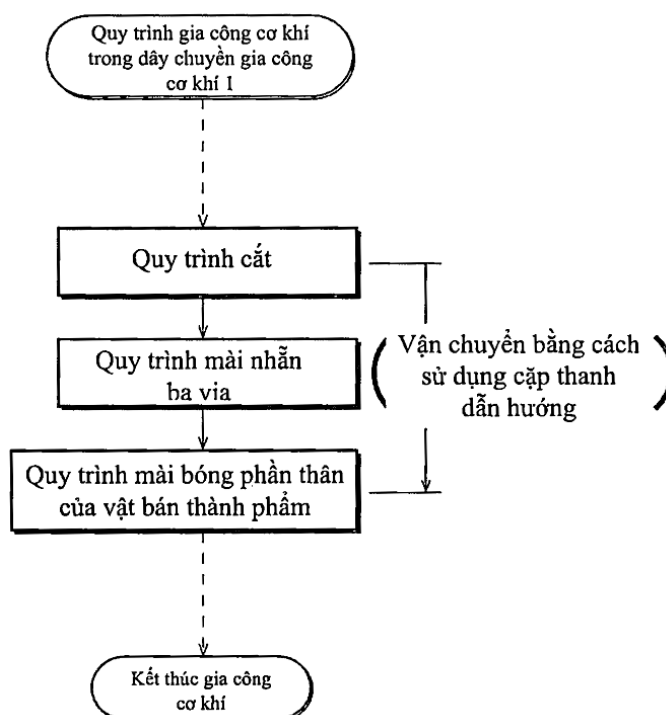 Quy trình gia công cơ khí
trong dây chuyền gia công
cơ khí 1
Quy trình cắt
Quy trình mài nhẵn
ba via
Quy trình mài bóng phần thân
của vật bán thành phẩm
Vận chuyển bằng cách
sử dụng cặp thanh
dẫn hướng
Kết thúc gia công
cơ khí